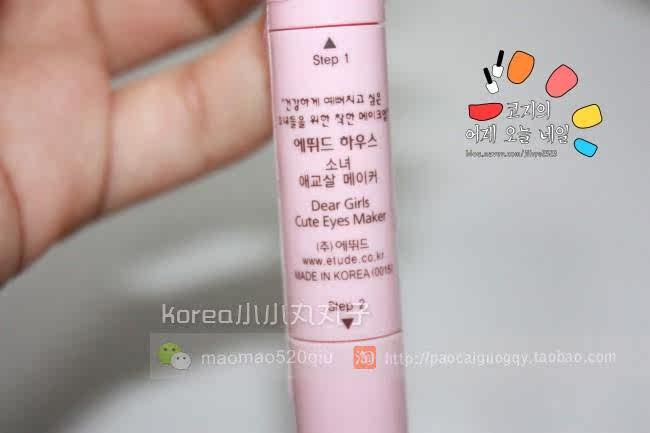 ▲
Step 1
"건강하게 예뻐지고 싶은
소녀들을 위한 착한 메이크업"
에뛰드 하우스
소녀
애교살 메이커
Dear Girls
Cute Eyes Maker
(주)에뛰드
www.etude.co.kr
MADE IN KOREA (0015)
Step 2
▼
코지의
어제 오늘 네일
Korea小小丸丸子
maomao520qiu
淘 http://paocaiguogqy.taobao.com